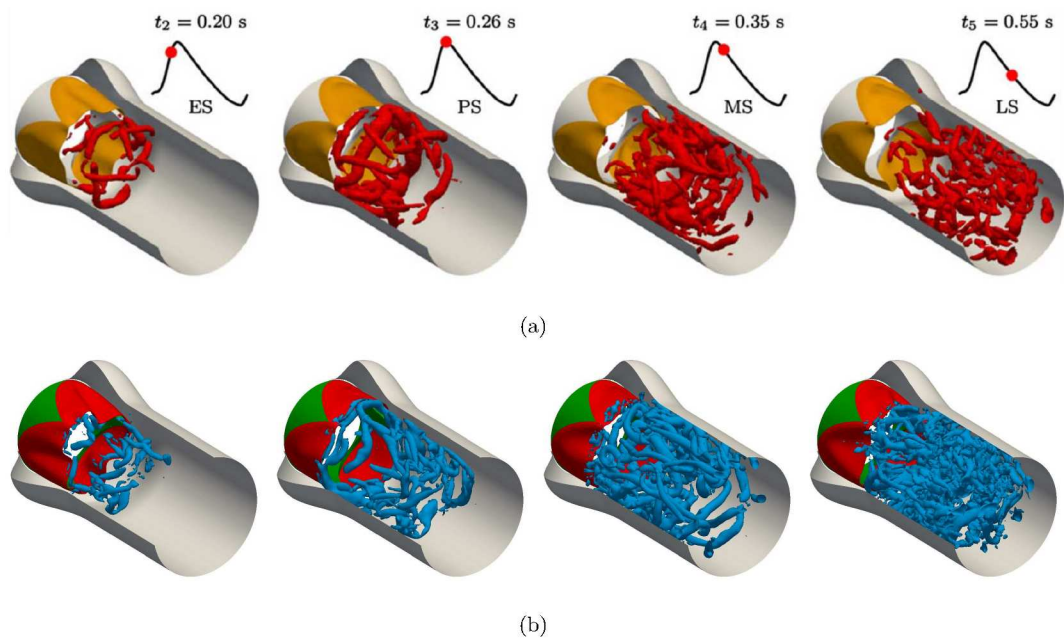 t₂ = 0.20 s
ES
t₃ = 0.26 s
PS
t₄ = 0.35 s
MS
t₅ = 0.55 s
LS
(a)
(b)